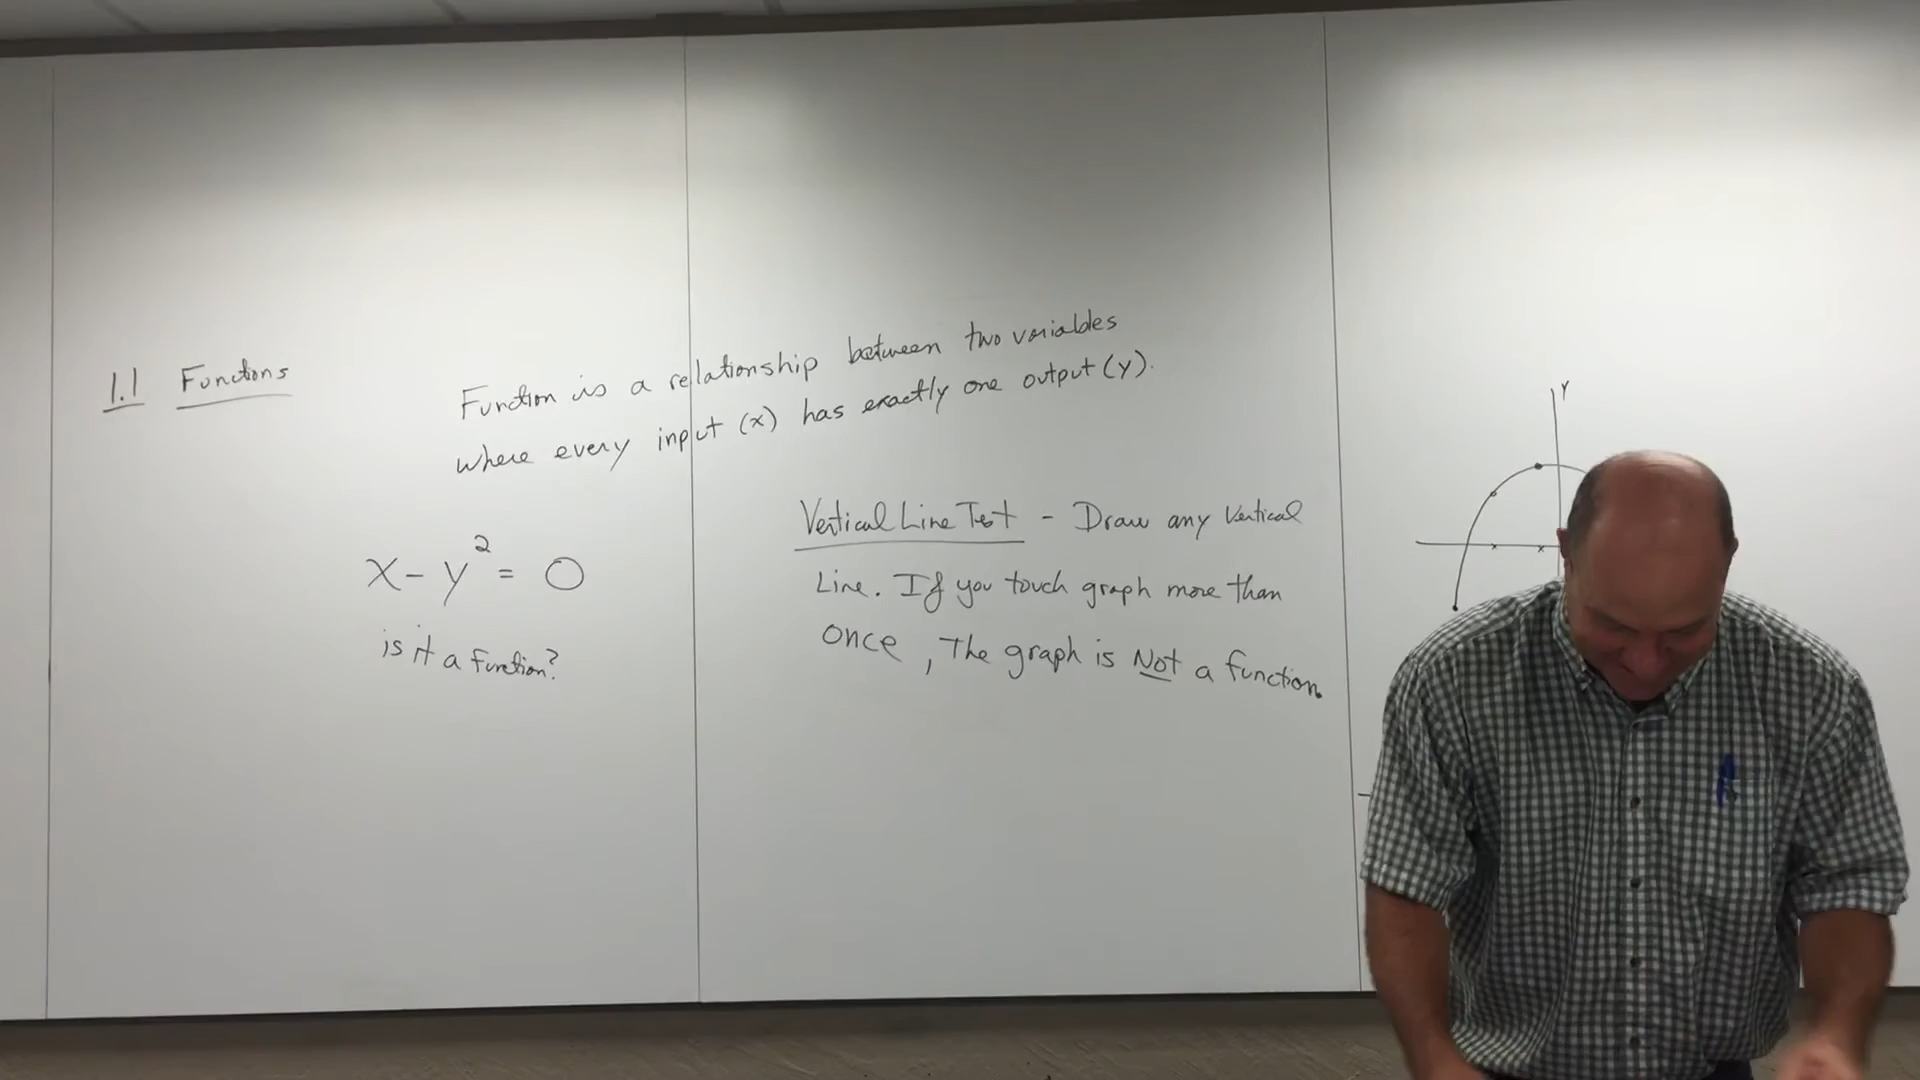 1.1 Functions
Function is a relationship between two variables
where every input (x) has exactly one output (y).
x - y² = 0
is it a function?
Vertical Line Test - Draw any Vertical
Line. If you touch graph more than
once, The graph is Not a function.
Y